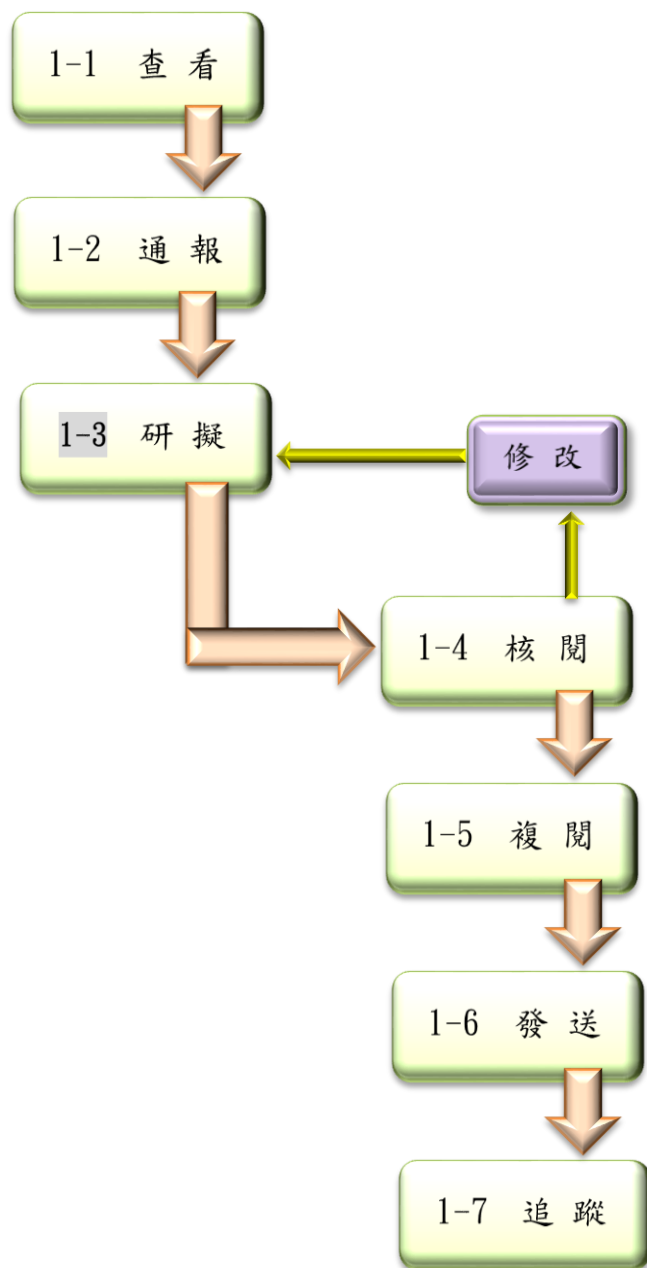 1-1 查 看
1-2 通 報
1-3 研 擬
修 改
1-4 核 閱
1-5 複 閱
1-6 發 送
1-7 追 蹤